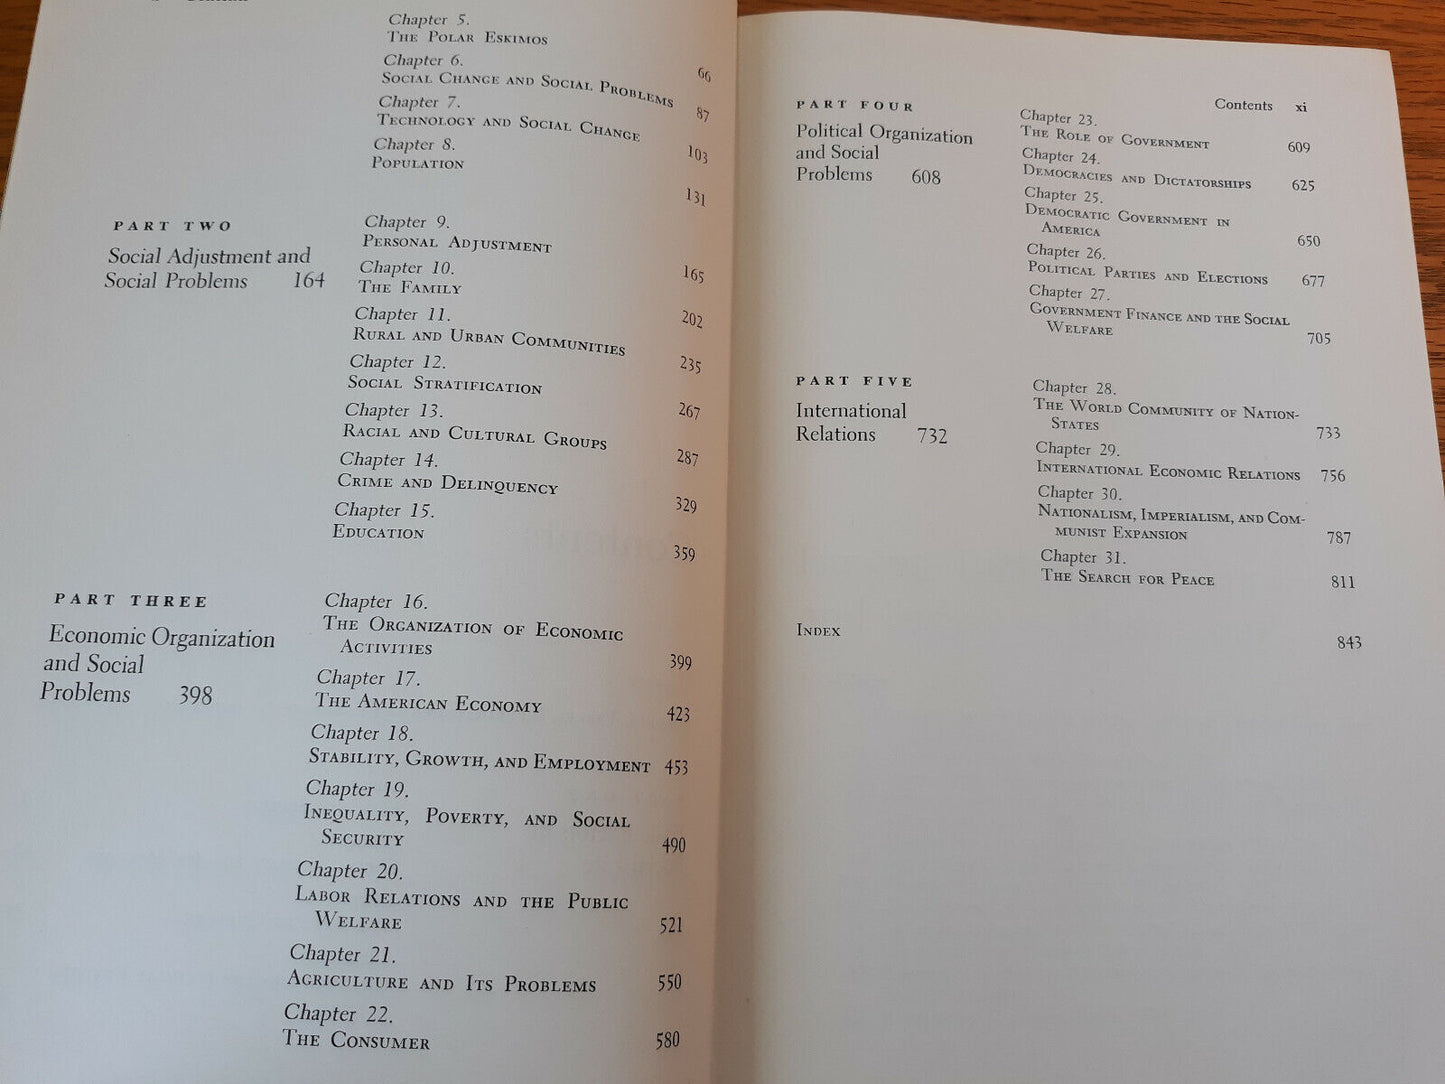 Chapter 5.
THE POLAR ESKIMOS 66
Chapter 6.
SOCIAL CHANGE AND SOCIAL PROBLEMS 87
Chapter 7.
TECHNOLOGY AND SOCIAL CHANGE 103
Chapter 8.
POPULATION 131
PART TWO
Social Adjustment and
Social Problems 164
Chapter 9.
PERSONAL ADJUSTMENT 165
Chapter 10.
THE FAMILY 202
Chapter 11.
RURAL AND URBAN COMMUNITIES 235
Chapter 12.
SOCIAL STRATIFICATION 267
Chapter 13.
RACIAL AND CULTURAL GROUPS 287
Chapter 14.
CRIME AND DELINQUENCY 329
Chapter 15.
EDUCATION 359
PART THREE
Economic Organization
and Social
Problems 398
Chapter 16.
THE ORGANIZATION OF ECONOMIC
ACTIVITIES 399
Chapter 17.
THE AMERICAN ECONOMY 423
Chapter 18.
STABILITY, GROWTH, AND EMPLOYMENT 453
Chapter 19.
INEQUALITY, POVERTY, AND SOCIAL
SECURITY 490
Chapter 20.
LABOR RELATIONS AND THE PUBLIC
WELFARE 521
Chapter 21.
AGRICULTURE AND ITS PROBLEMS 550
Chapter 22.
THE CONSUMER 580
Contents xi
PART FOUR
Political Organization
and Social
Problems 608
Chapter 23.
THE ROLE OF GOVERNMENT 609
Chapter 24.
DEMOCRACIES AND DICTATORSHIPS 625
Chapter 25.
DEMOCRATIC GOVERNMENT IN
AMERICA 650
Chapter 26.
POLITICAL PARTIES AND ELECTIONS 677
Chapter 27.
GOVERNMENT FINANCE AND THE SOCIAL
WELFARE 705
PART FIVE
International
Relations 732
Chapter 28.
THE WORLD COMMUNITY OF NATION-
STATES 733
Chapter 29.
INTERNATIONAL ECONOMIC RELATIONS 756
Chapter 30.
NATIONALISM, IMPERIALISM, AND COM-
MUNIST EXPANSION 787
Chapter 31.
THE SEARCH FOR PEACE 811
INDEX 843